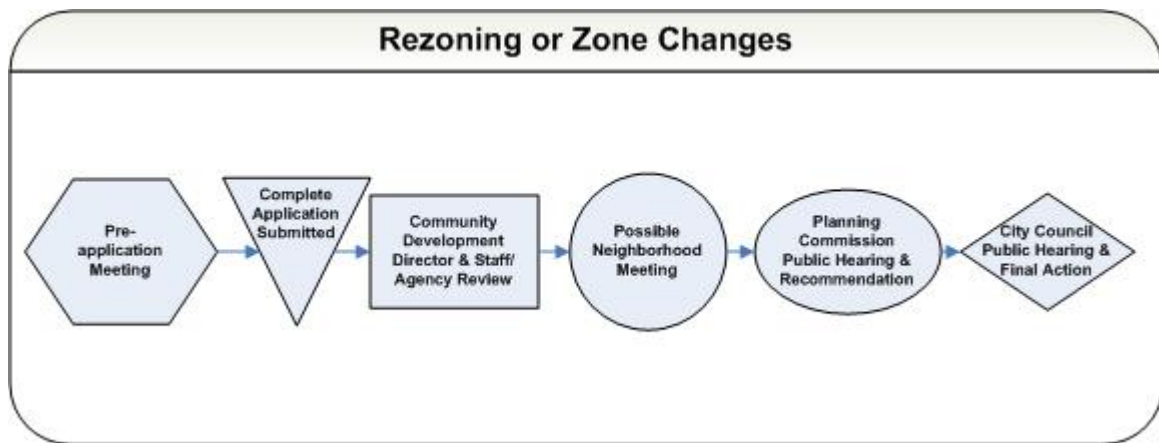 Rezoning or Zone Changes
Pre-
application
Meeting
Complete
Application
Submitted
Community
Development
Director & Staff/
Agency Review
Possible
Neighborhood
Meeting
Planning
Commission
Public Hearing &
Recommendation
City Council
Public Hearing &
Final Action